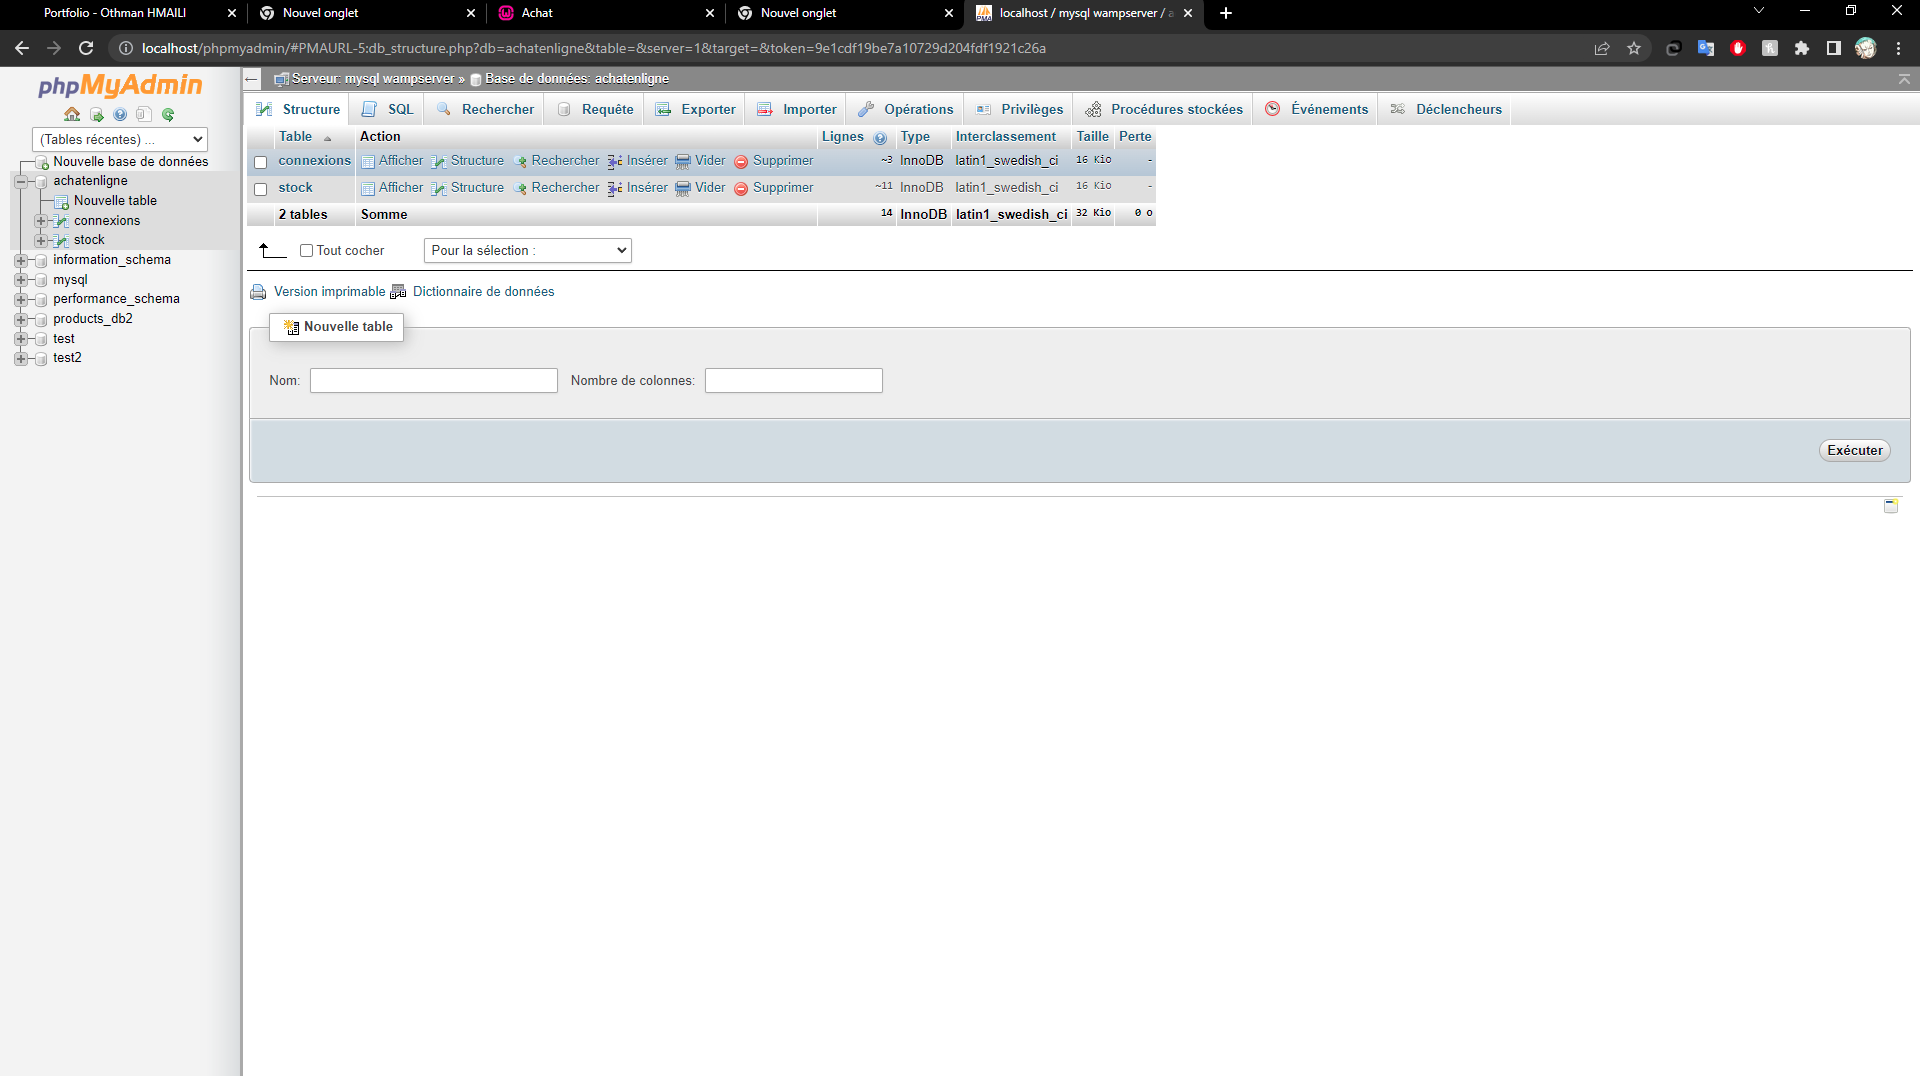 Portfolio - Othman HMAILI
Nouvel onglet
Achat
Nouvel onglet
localhost / mysql wampserver / a
localhost/phpmyadmin/#PMAURL-5:db_structure.php?db=achatenligne&table=&server=1&target=&token=9e1cdf19be7a10729d204fdf1921c26a
phpMyAdmin
(Tables récentes) ...
Nouvelle base de données
achatenligne
Nouvelle table
connexions
stock
information_schema
mysql
performance_schema
products_db2
test
test2
Serveur: mysql wampserver » Base de données: achatenligne
Structure SQL Rechercher Requête Exporter Importer Opérations Privilèges Procédures stockées Événements Déclencheurs
Table Action Lignes Type Interclassement Taille Perte
connexions Afficher Structure Rechercher Insérer Vider Supprimer ~3 InnoDB latin1_swedish_ci 16 Kio -
stock Afficher Structure Rechercher Insérer Vider Supprimer ~11 InnoDB latin1_swedish_ci 16 Kio -
2 tables Somme 14 InnoDB latin1_swedish_ci 32 Kio 0 o
Tout cocher Pour la sélection :
Version imprimable Dictionnaire de données
Nouvelle table
Nom: Nombre de colonnes:
Exécuter